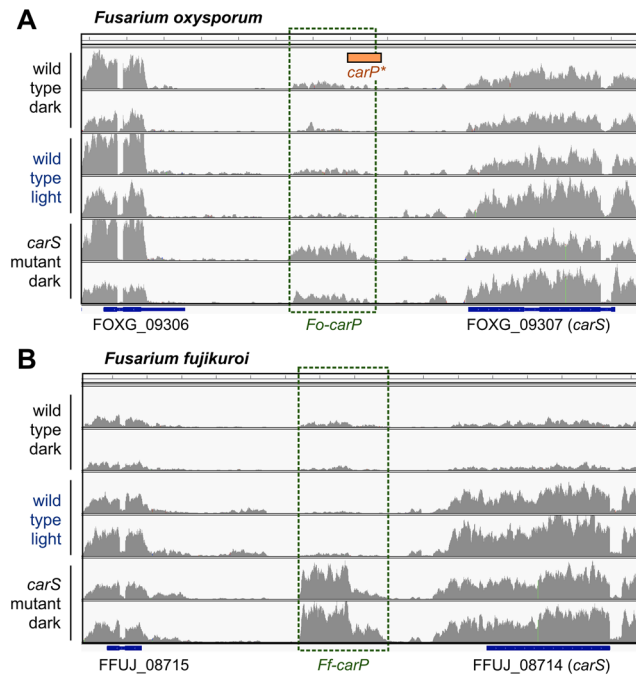 A
Fusarium oxysporum
wild
type
dark
carP*
wild
type
light
carS
mutant
dark
FOXG_09306
Fo-carP
FOXG_09307 (carS)
B
Fusarium fujikuroi
wild
type
dark
wild
type
light
carS
mutant
dark
FFUJ_08715
Ff-carP
FFUJ_08714 (carS)